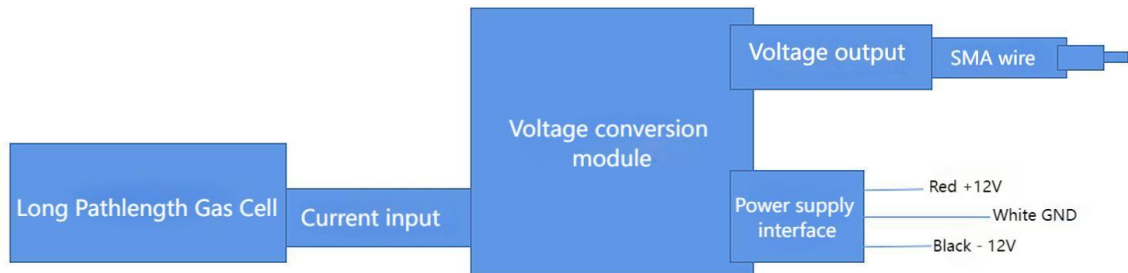 Voltage output
SMA wire
Voltage conversion
module
Long Pathlength Gas Cell
Current input
Power supply
interface
Red +12V
White GND
Black - 12V